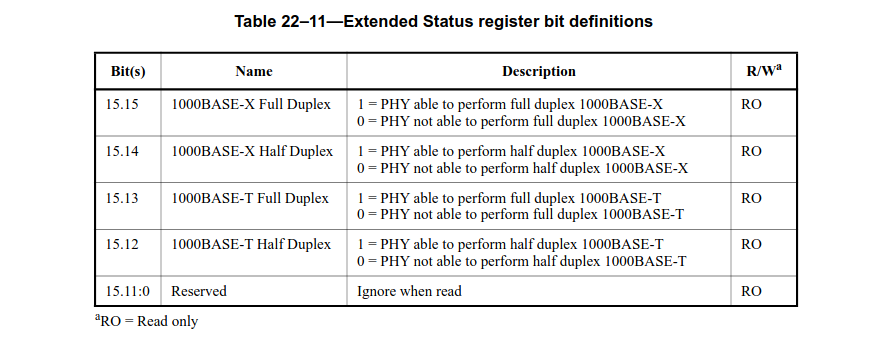 Table 22–11—Extended Status register bit definitions
Bit(s) Name Description R/Wa
15.15 1000BASE-X Full Duplex 1 = PHY able to perform full duplex 1000BASE-X RO
0 = PHY not able to perform full duplex 1000BASE-X
15.14 1000BASE-X Half Duplex 1 = PHY able to perform half duplex 1000BASE-X RO
0 = PHY not able to perform half duplex 1000BASE-X
15.13 1000BASE-T Full Duplex 1 = PHY able to perform full duplex 1000BASE-T RO
0 = PHY not able to perform full duplex 1000BASE-T
15.12 1000BASE-T Half Duplex 1 = PHY able to perform half duplex 1000BASE-T RO
0 = PHY not able to perform half duplex 1000BASE-T
15.11:0 Reserved Ignore when read RO
aRO = Read only